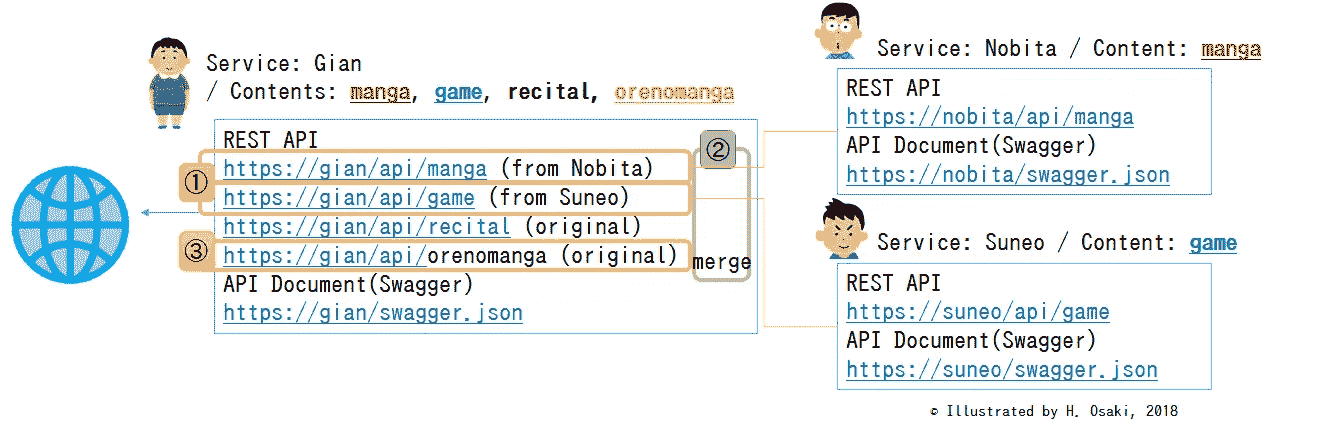 Service: Gian
/ Contents: manga, game, recital, orenomanga
REST API
①
https://gian/api/manga (from Nobita)
https://gian/api/game (from Suneo)
https://gian/api/recital (original)
③
https://gian/api/orenomanga (original)
②
merge
API Document(Swagger)
https://gian/swagger.json
Service: Nobita / Content: manga
REST API
https://nobita/api/manga
API Document(Swagger)
https://nobita/swagger.json
Service: Suneo / Content: game
REST API
https://suneo/api/game
API Document(Swagger)
https://suneo/swagger.json
© Illustrated by H. Osaki, 2018